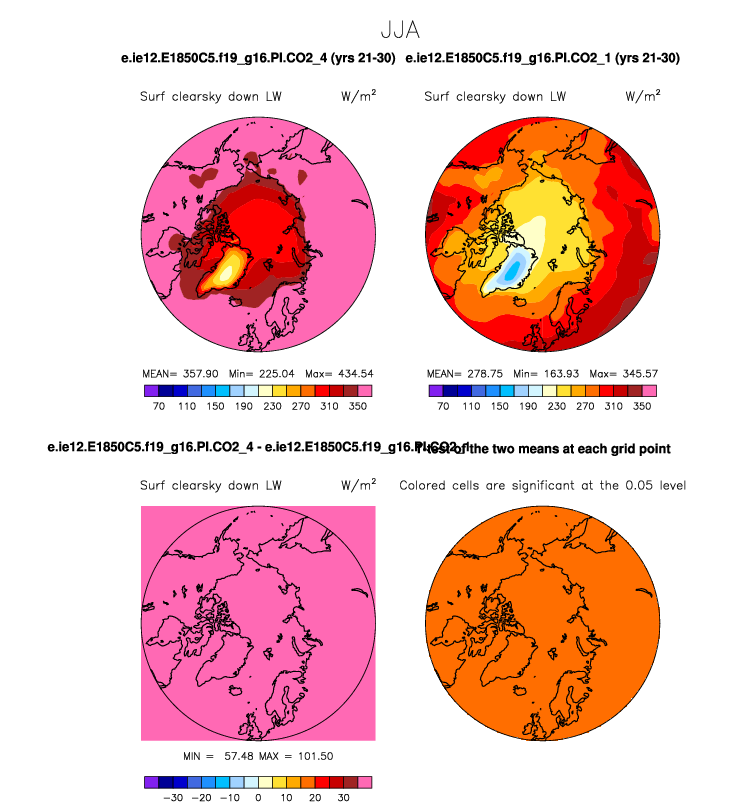 JJA
e.ie12.E1850C5.f19_g16.PI.CO2_4 (yrs 21-30) e.ie12.E1850C5.f19_g16.PI.CO2_1 (yrs 21-30)
Surf clearsky down LW W/m² Surf clearsky down LW W/m²
MEAN= 357.90 Min= 225.04 Max= 434.54 MEAN= 278.75 Min= 163.93 Max= 345.57
70 110 150 190 230 270 310 350 70 110 150 190 230 270 310 350
e.ie12.E1850C5.f19_g16.PI.CO2_4 - e.ie12.E1850C5.f19_g16.PI.CO2_1 T-test of the two means at each grid point
Surf clearsky down LW W/m² Colored cells are significant at the 0.05 level
MIN = 57.48 MAX = 101.50
-30 -20 -10 0 10 20 30